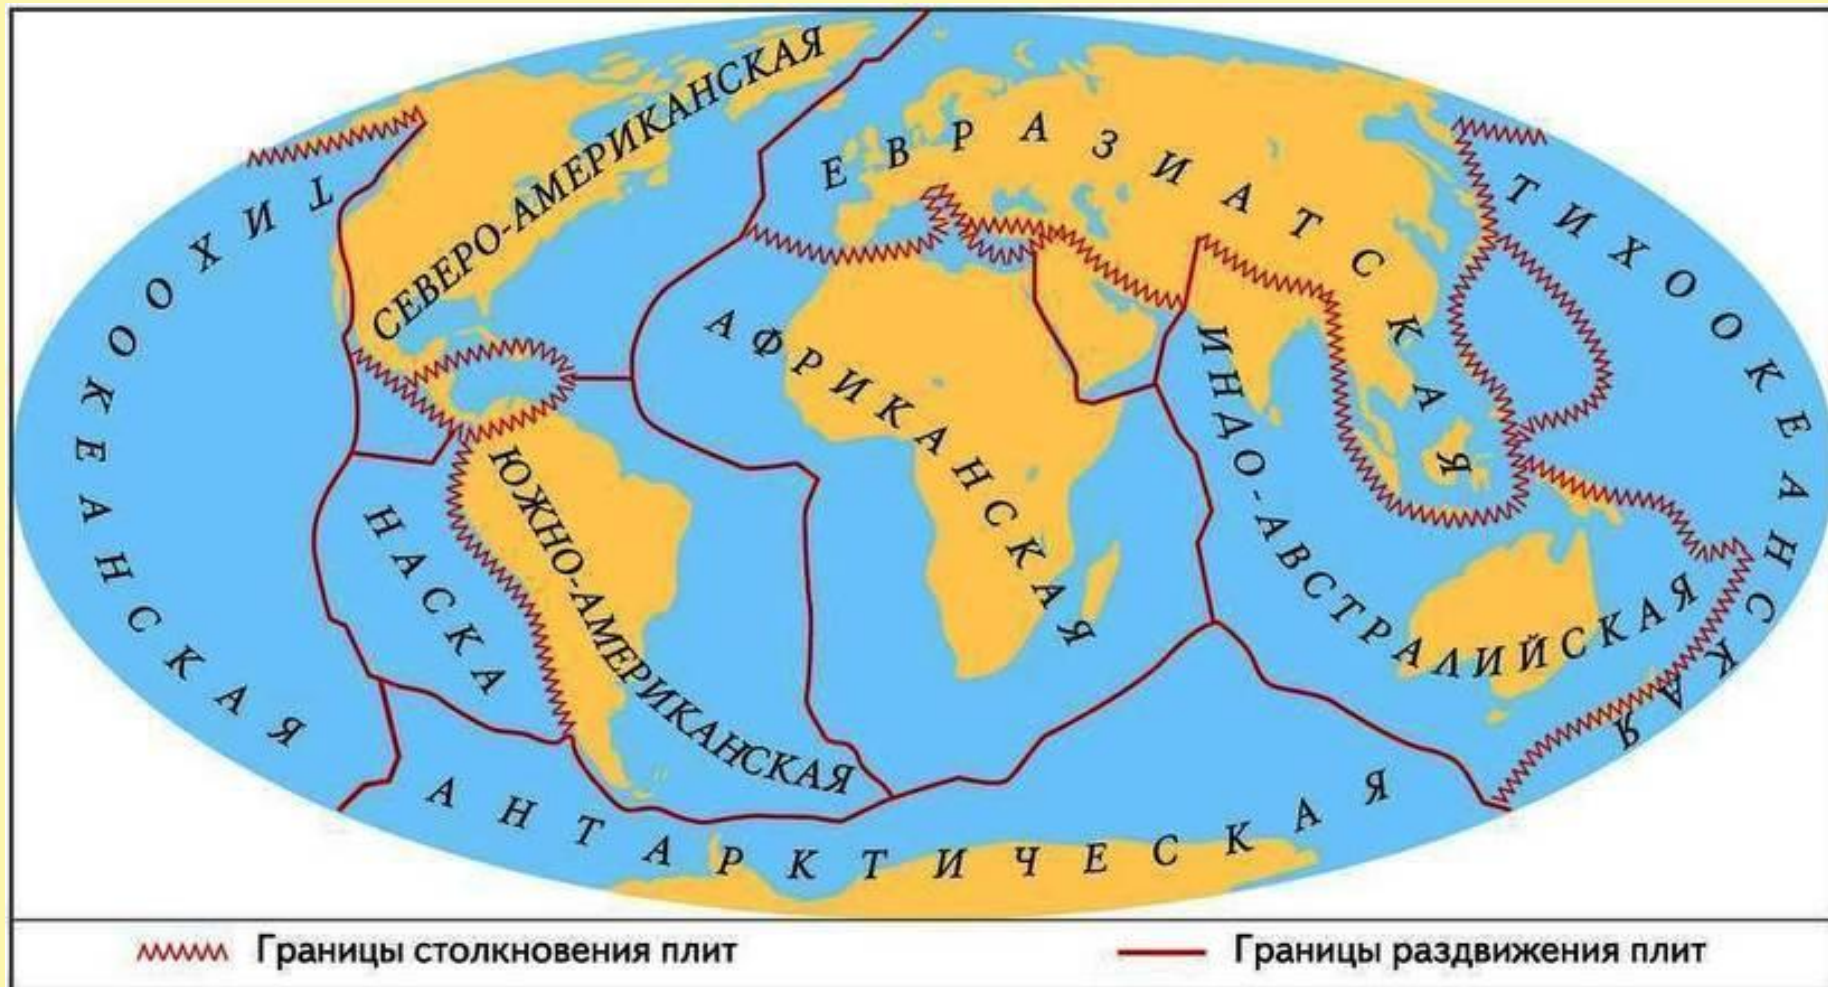 СЕВЕРО-АМЕРИКАНСКАЯ
ЕВРАЗИАТСКАЯ
ТИХООКЕАНСКАЯ
ТИХООКЕАНСКАЯ
АФРИКАНСКАЯ
ИНДО-АВСТРАЛИЙСКАЯ
НАСКА
ЮЖНО-АМЕРИКАНСКАЯ
АНТАРКТИЧЕСКАЯ
Границы столкновения плит
Границы раздвижения плит